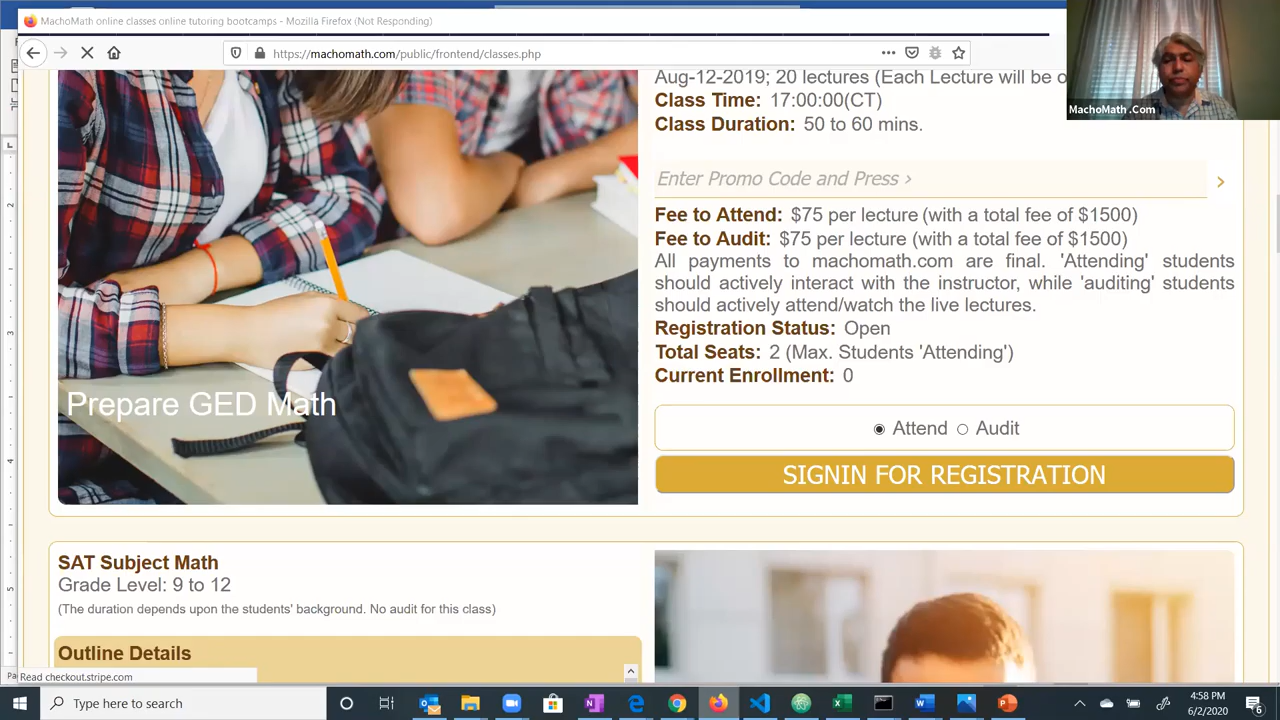 MachoMath online classes online tutoring bootcamps - Mozilla Firefox (Not Responding)
https://machomath.com/public/frontend/classes.php
MachoMath .Com
Aug-12-2019; 20 lectures (Each Lecture will be o
Class Time: 17:00:00(CT)
Class Duration: 50 to 60 mins.
Enter Promo Code and Press ›
Fee to Attend: $75 per lecture (with a total fee of $1500)
Fee to Audit: $75 per lecture (with a total fee of $1500)
All payments to machomath.com are final. 'Attending' students
should actively interact with the instructor, while 'auditing' students
should actively attend/watch the live lectures.
Registration Status: Open
Total Seats: 2 (Max. Students 'Attending')
Current Enrollment: 0
Prepare GED Math
Attend Audit
SIGNIN FOR REGISTRATION
SAT Subject Math
Grade Level: 9 to 12
(The duration depends upon the students' background. No audit for this class)
Outline Details
Read checkout.stripe.com
Type here to search
4:58 PM
6/2/2020
6